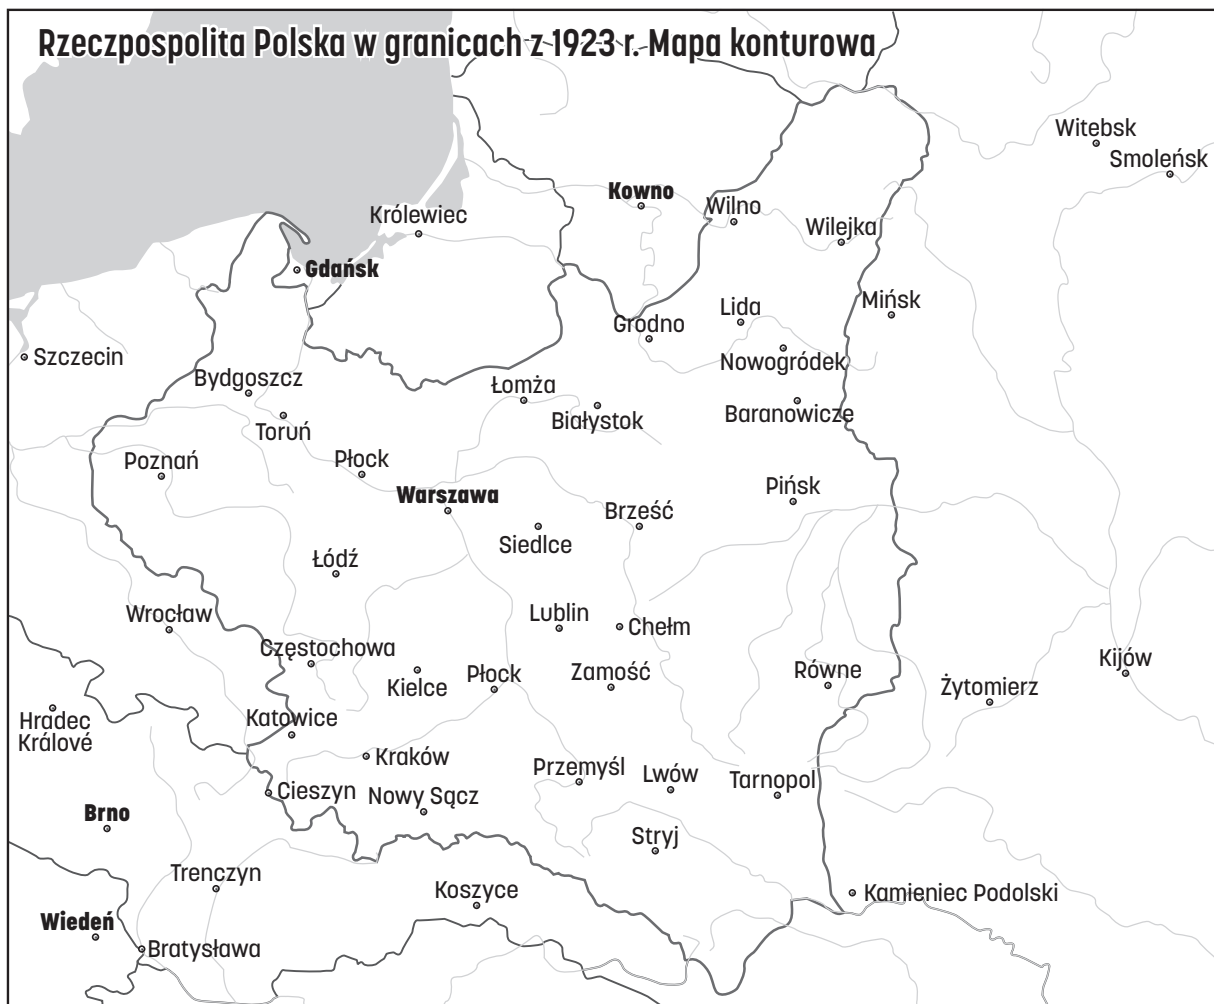 Rzeczpospolita Polska w granicach z 1923 r. Mapa konturowa
Witebsk
Smoleńsk
Kowno
Wilno
Królewiec
Wilejka
Gdańsk
Mińsk
Lida
Grodno
Szczecin
Nowogródek
Bydgoszcz
Łomża
Baranowicze
Białystok
Toruń
Poznań
Płock
Warszawa
Pińsk
Brześć
Siedlce
Łódź
Wrocław
Lublin
Chełm
Częstochowa
Kielce
Płock
Zamość
Równe
Kijów
Żytomierz
Hradec
Králové
Katowice
Kraków
Przemyśl
Lwów
Tarnopol
Cieszyn
Nowy Sącz
Brno
Stryj
Trenczyn
Koszyce
Kamieniec Podolski
Wiedeń
Bratysława